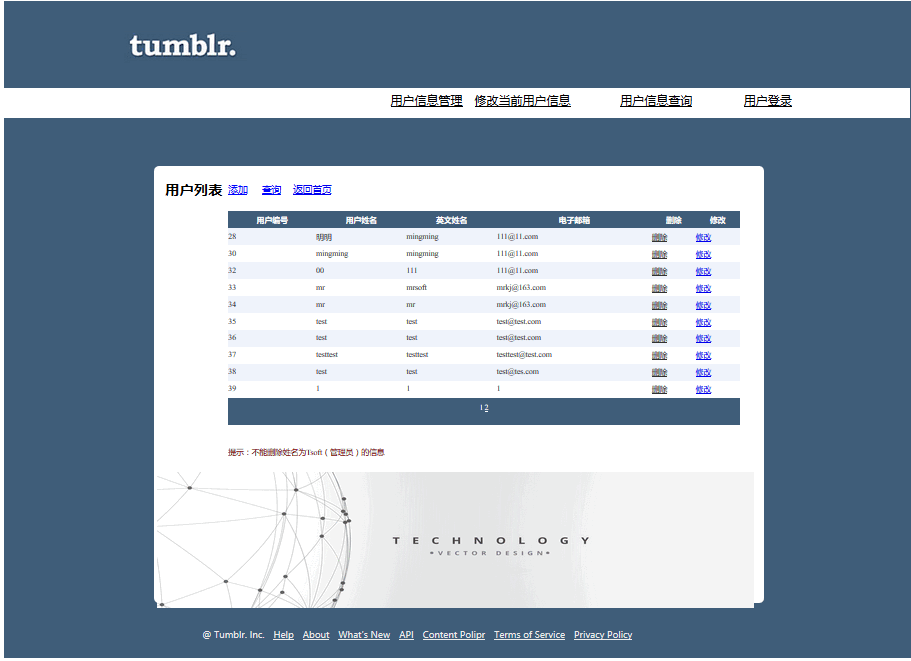 tumblr.
用户信息管理 修改当前用户信息 用户信息查询 用户登录
用户列表 添加 查询 返回首页
用户编号 用户姓名 英文姓名 电子邮箱 删除 修改
28 明明 mingming 111@11.com 删除 修改
30 mingming mingming 111@11.com 删除 修改
32 00 111 111@11.com 删除 修改
33 mr mrsoft mrkj@163.com 删除 修改
34 mr mr mrkj@163.com 删除 修改
35 test test test@test.com 删除 修改
36 test test test@test.com 删除 修改
37 testtest testtest testtest@test.com 删除 修改
38 test test test@tes.com 删除 修改
39 1 1 1 删除 修改
1 2
提示：不能删除姓名为Tsoft（管理员）的信息
TECHNOLOGY
*VECTOR DESIGN*
@ Tumblr. Inc. Help About What's New API Content Polipr Terms of Service Privacy Policy